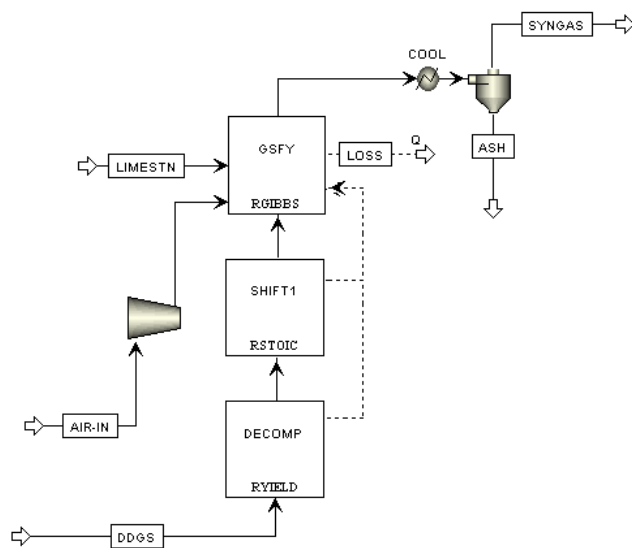 SYNGAS
COOL
GSFY
Q
LOSS
ASH
LIMESTN
RGIBBS
SHIFT1
RSTOIC
AIR-IN
DECOMP
RYIELD
DDGS